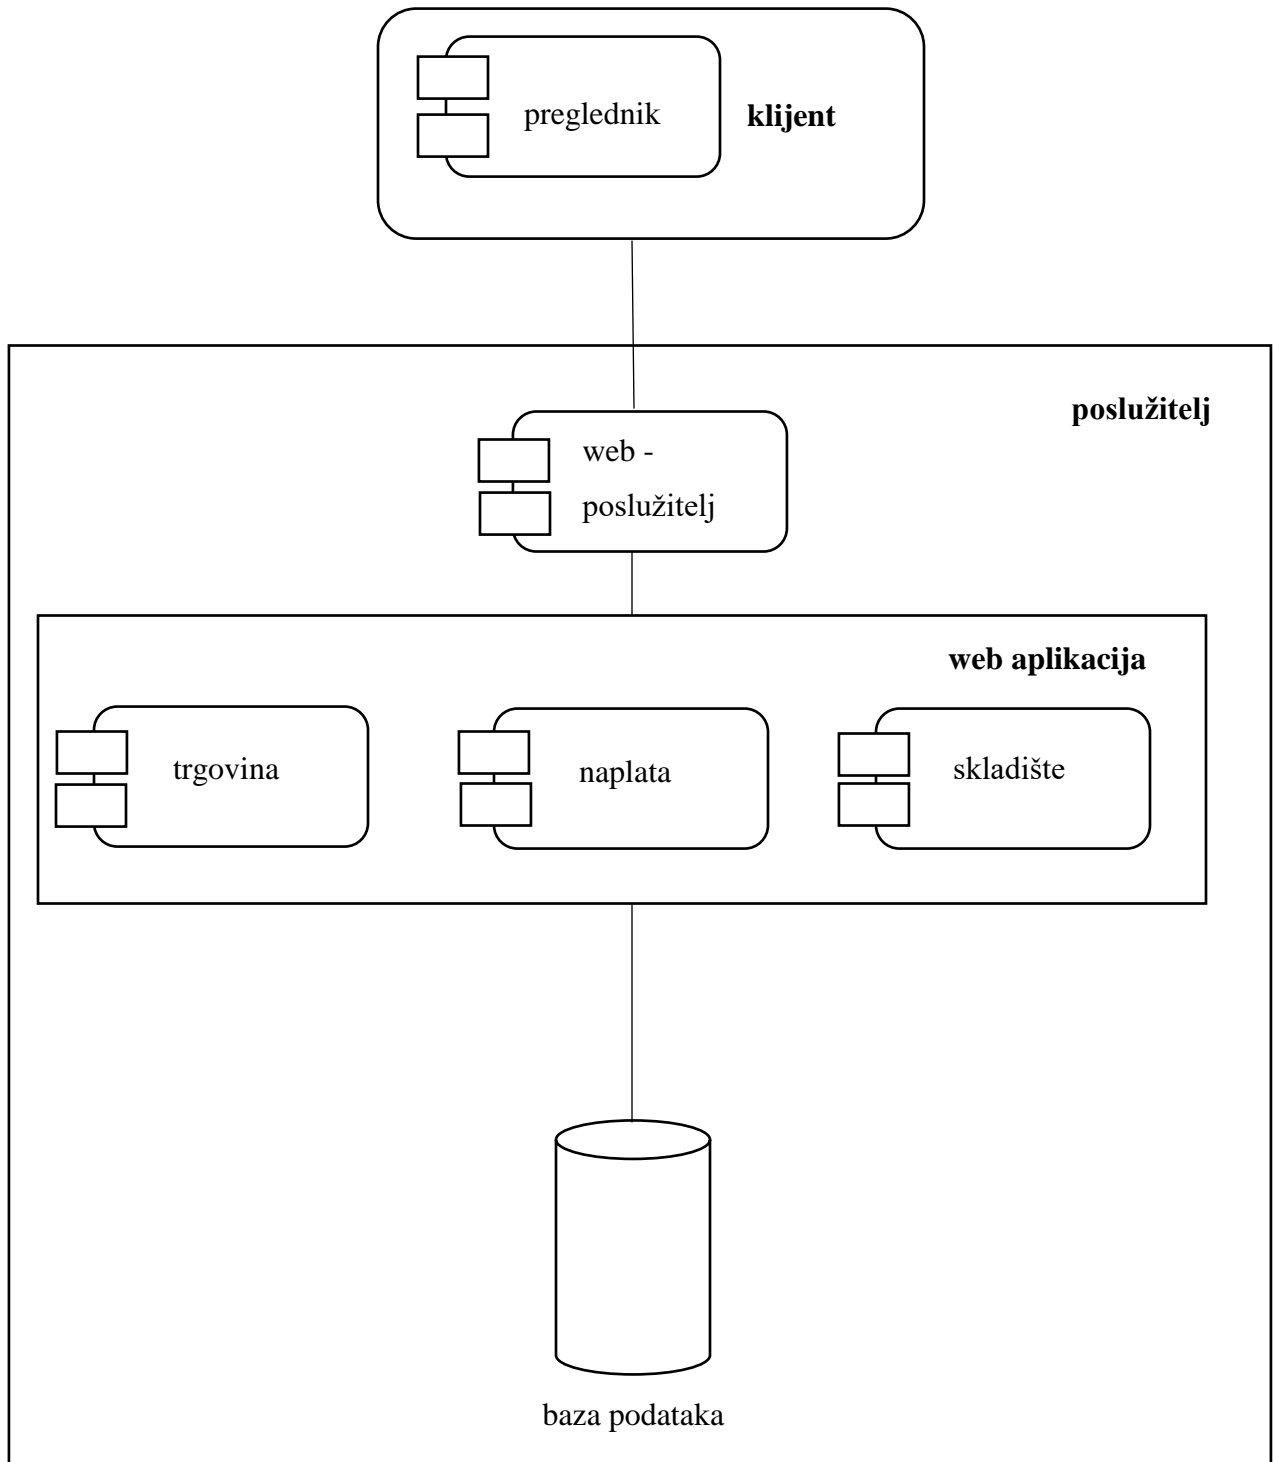 preglednik
klijent
poslužitelj
web -
poslužitelj
web aplikacija
trgovina
naplata
skladište
baza podataka